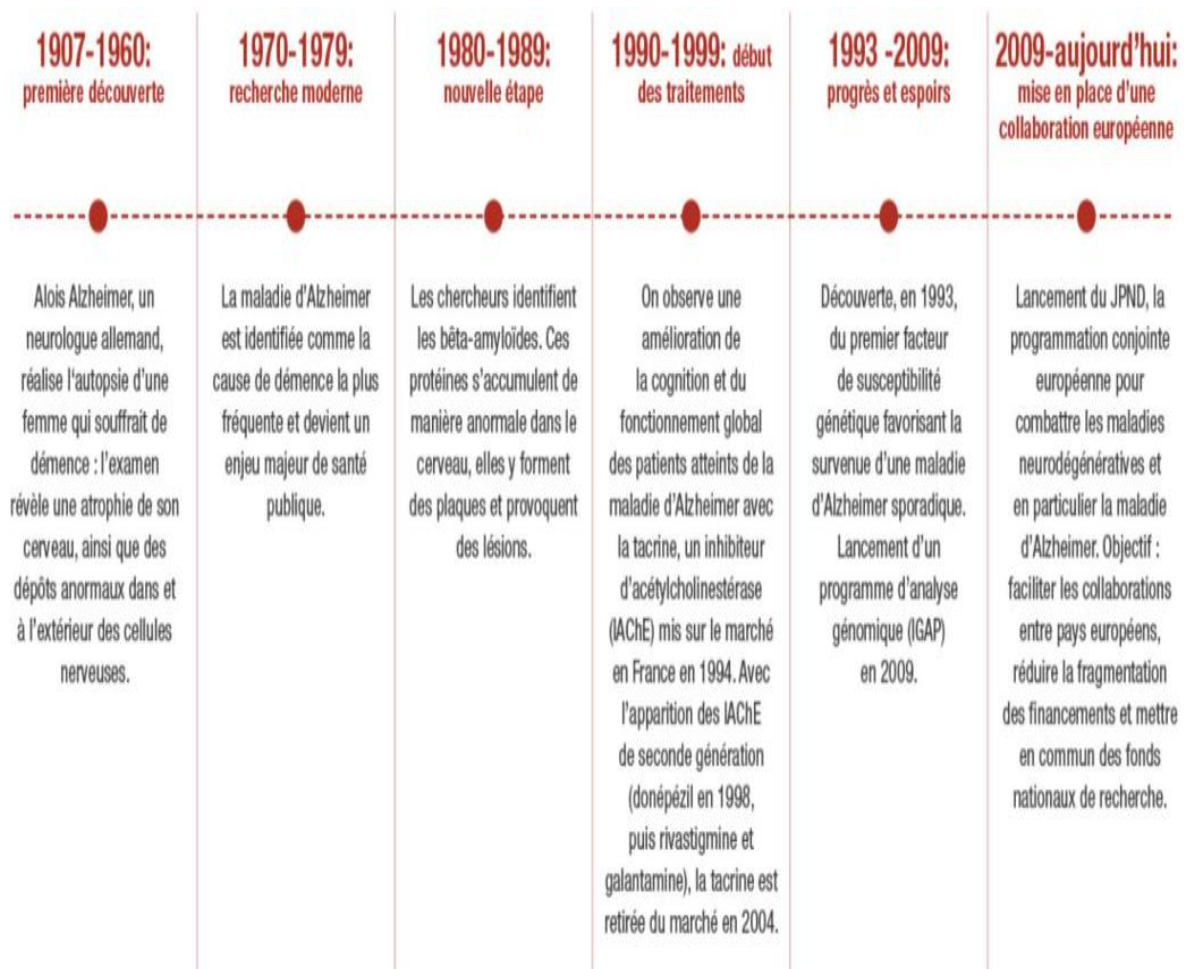 1907-1960:
première découverte
Alois Alzheimer, un
neurologue allemand,
réalise l'autopsie d'une
femme qui souffrait de
démence : l'examen
révèle une atrophie de son
cerveau, ainsi que des
dépôts anormaux dans et
à l'extérieur des cellules
nerveuses.
1970-1979:
recherche moderne
La maladie d'Alzheimer
est identifiée comme la
cause de démence la plus
fréquente et devient un
enjeu majeur de santé
publique.
1980-1989:
nouvelle étape
Les chercheurs identifient
les bêta-amyloïdes. Ces
protéines s'accumulent de
manière anormale dans le
cerveau, elles y forment
des plaques et provoquent
des lésions.
1990-1999: début
des traitements
On observe une
amélioration de
la cognition et du
fonctionnement global
des patients atteints de la
maladie d'Alzheimer avec
la tacrine, un inhibiteur
d'acétylcholinestérase
(IAChE) mis sur le marché
en France en 1994. Avec
l'apparition des IAChE
de seconde génération
(donépézil en 1998,
puis rivastigmine et
galantamine), la tacrine est
retirée du marché en 2004.
1993 -2009:
progrès et espoirs
Découverte, en 1993,
du premier facteur
de susceptibilité
génétique favorisant la
survenue d'une maladie
d'Alzheimer sporadique.
Lancement d'un
programme d'analyse
génomique (IGAP)
en 2009.
2009-aujourd'hui:
mise en place d'une
collaboration européenne
Lancement du JPND, la
programmation conjointe
européenne pour
combattre les maladies
neurodégénératives et
en particulier la maladie
d'Alzheimer. Objectif :
faciliter les collaborations
entre pays européens,
réduire la fragmentation
des financements et mettre
en commun des fonds
nationaux de recherche.